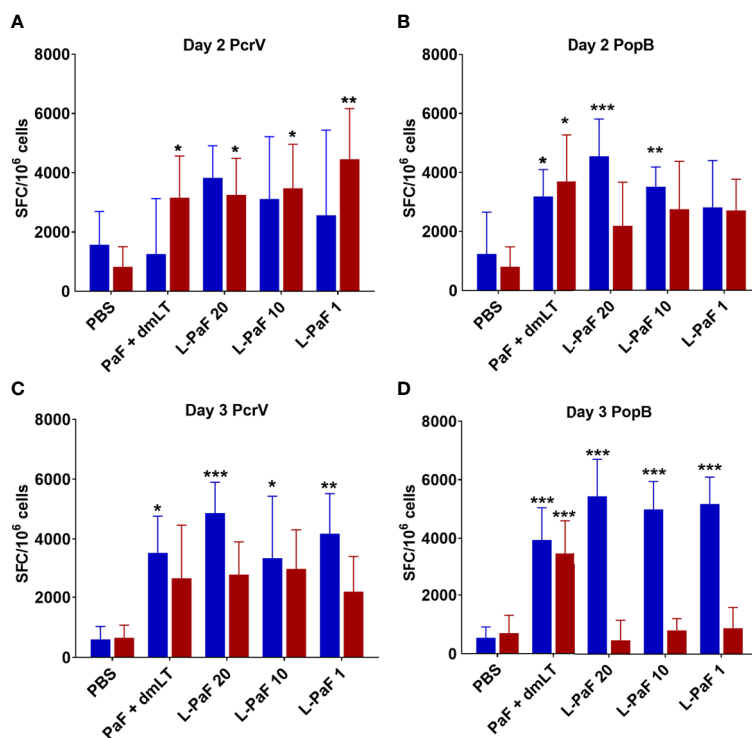 A
Day 2 PcrV
8000
6000
4000
2000
0
SFC/10⁶ cells
*
*
*
**
PBS
PaF + dmLT
L-PaF 20
L-PaF 10
L-PaF 1
B
Day 2 PopB
8000
6000
4000
2000
0
SFC/10⁶ cells
*
*
***
**
PBS
PaF + dmLT
L-PaF 20
L-PaF 10
L-PaF 1
C
Day 3 PcrV
8000
6000
4000
2000
0
SFC/10⁶ cells
*
***
*
**
PBS
PaF + dmLT
L-PaF 20
L-PaF 10
L-PaF 1
D
Day 3 PopB
8000
6000
4000
2000
0
SFC/10⁶ cells
***
***
***
***
***
PBS
PaF + dmLT
L-PaF 20
L-PaF 10
L-PaF 1